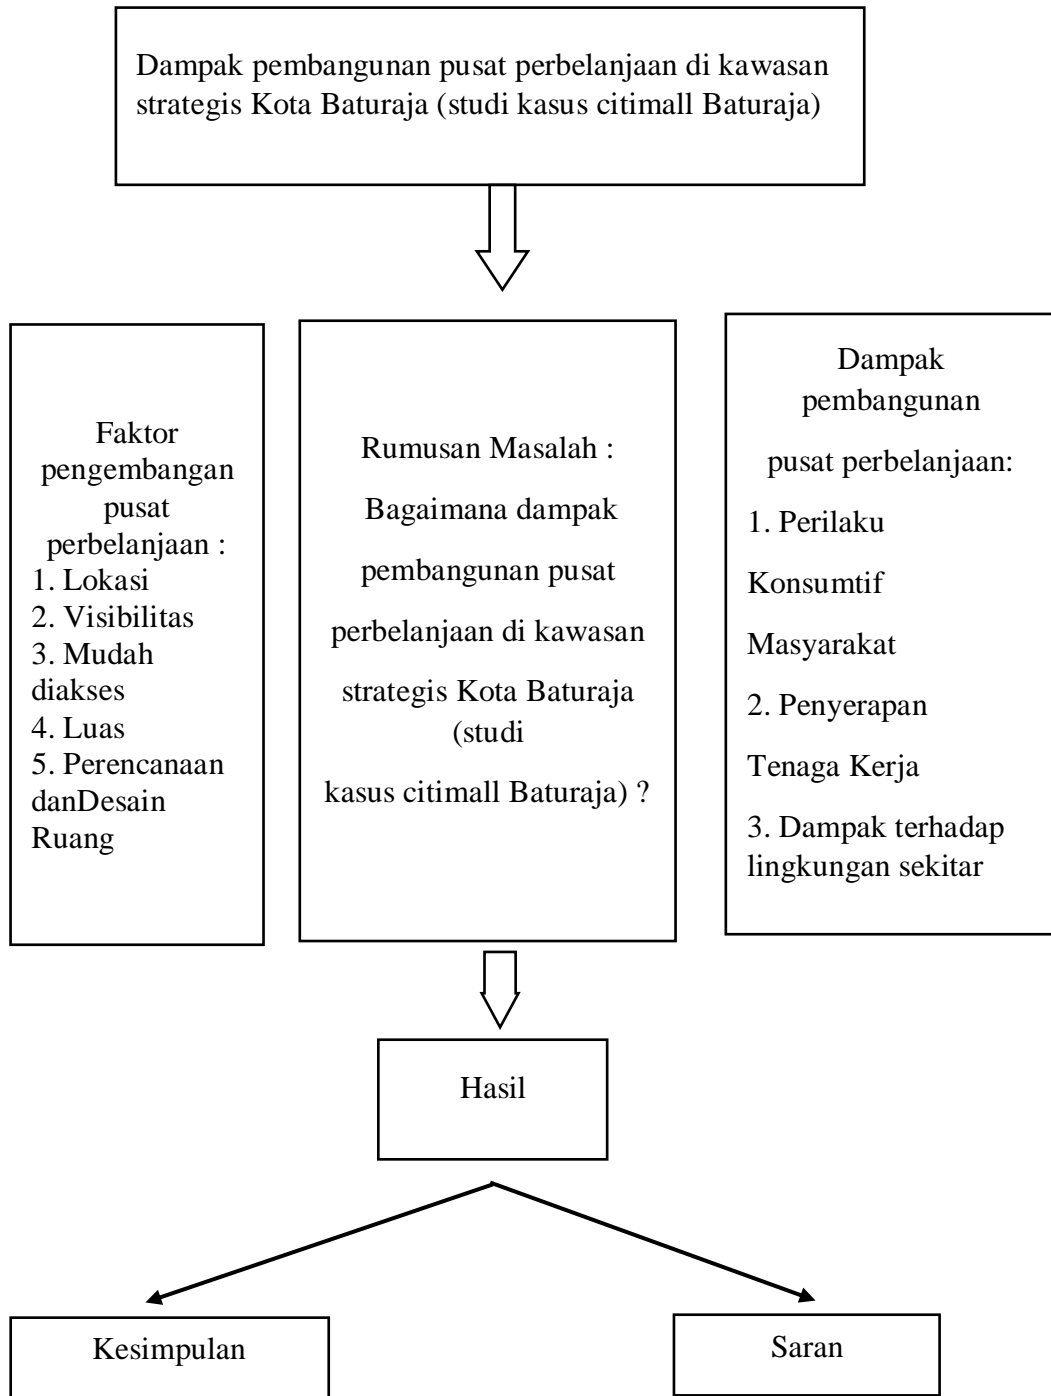 Dampak pembangunan pusat perbelanjaan di kawasan
strategis Kota Baturaja (studi kasus citimall Baturaja)
Faktor
pengembangan
pusat
perbelanjaan :
1. Lokasi
2. Visibilitas
3. Mudah
diakses
4. Luas
5. Perencanaan
danDesain
Ruang
Rumusan Masalah :
Bagaimana dampak
pembangunan pusat
perbelanjaan di kawasan
strategis Kota Baturaja
(studi
kasus citimall Baturaja) ?
Dampak
pembangunan
pusat perbelanjaan:
1. Perilaku
Konsumtif
Masyarakat
2. Penyerapan
Tenaga Kerja
3. Dampak terhadap
lingkungan sekitar
Hasil
Kesimpulan
Saran